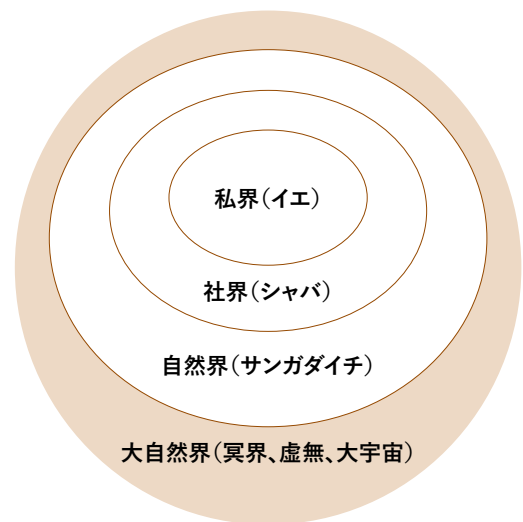 私界（イエ）
社界（シャバ）
自然界（サンガダイチ）
大自然界（冥界、虚無、大宇宙）